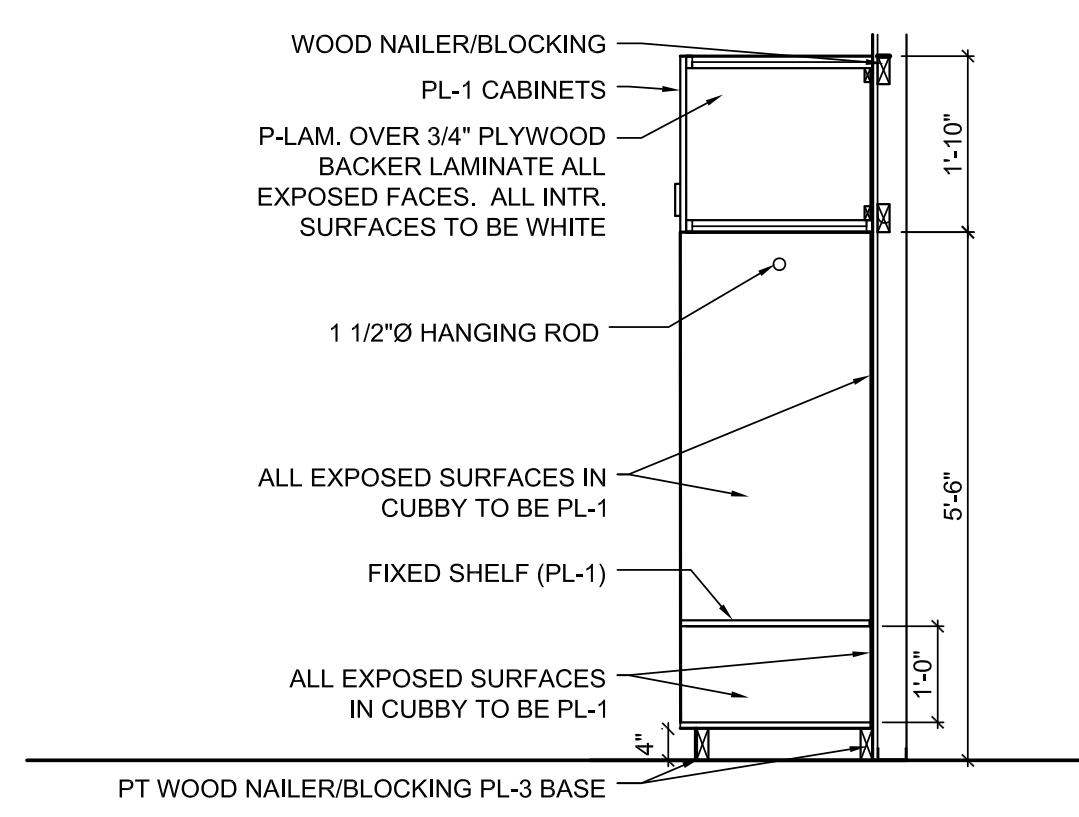 WOOD NAILER/BLOCKING
PL-1 CABINETS
P-LAM. OVER 3/4" PLYWOOD
BACKER LAMINATE ALL
EXPOSED FACES.  ALL INTR.
SURFACES TO BE WHITE
1 1/2"Ø HANGING ROD
ALL EXPOSED SURFACES IN
CUBBY TO BE PL-1
FIXED SHELF (PL-1)
ALL EXPOSED SURFACES
IN CUBBY TO BE PL-1
PT WOOD NAILER/BLOCKING PL-3 BASE
1'-10"
5'-6"
1'-0"
4"